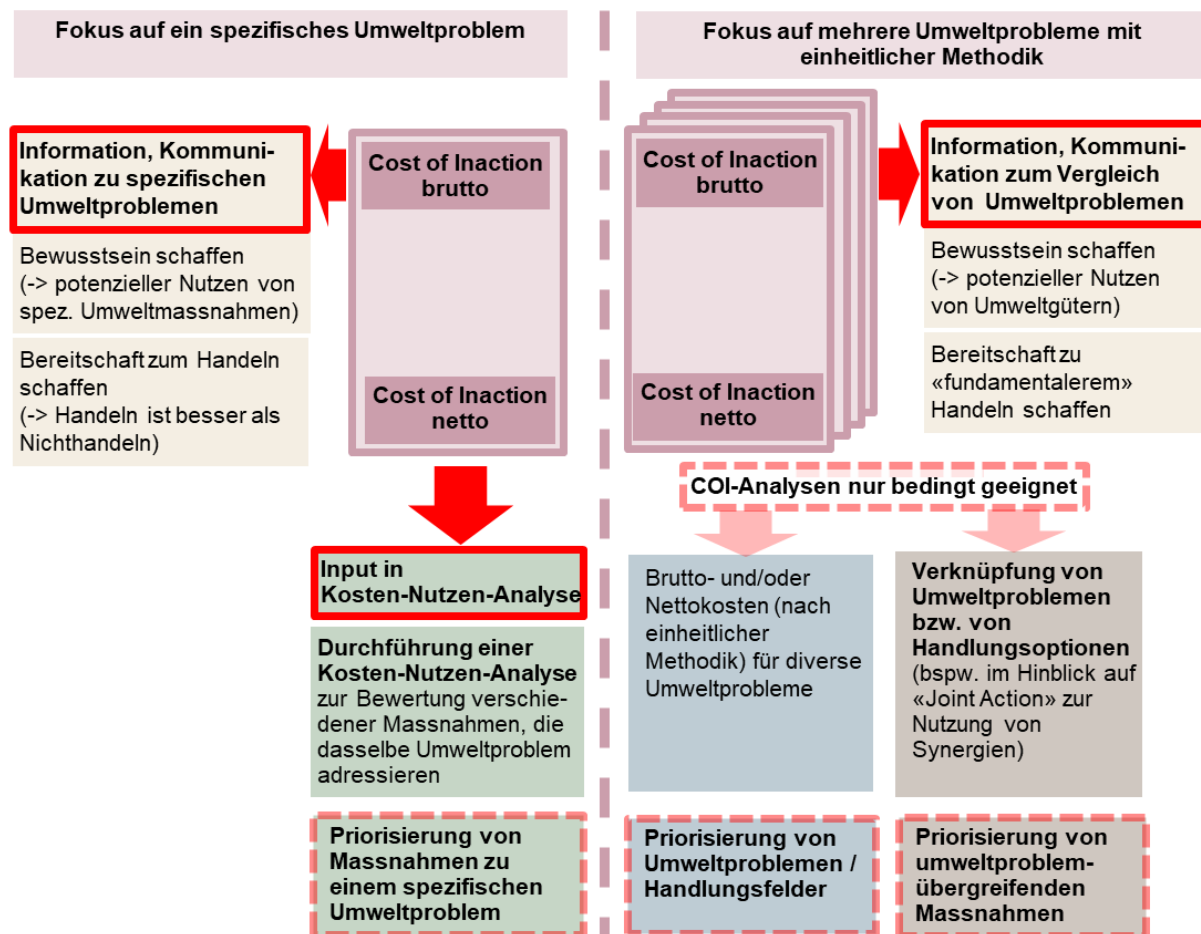 Fokus auf ein spezifisches Umweltproblem
Information, Kommuni-
kation zu spezifischen
Umweltproblemen
Bewusstsein schaffen
(-> potenzieller Nutzen von
spez. Umweltmassnahmen)
Bereitschaft zum Handeln
schaffen
(-> Handeln ist besser als
Nichthandeln)
Cost of Inaction
brutto
Cost of Inaction
netto
Input in
Kosten-Nutzen-Analyse
Durchführung einer
Kosten-Nutzen-Analyse
zur Bewertung verschie-
dener Massnahmen, die
dasselbe Umweltproblem
adressieren
Priorisierung von
Massnahmen zu
einem spezifischen
Umweltproblem
Fokus auf mehrere Umweltprobleme mit
einheitlicher Methodik
Cost of Inaction
brutto
Cost of Inaction
netto
Information, Kommuni-
kation zum Vergleich
von Umweltproblemen
Bewusstsein schaffen
(-> potenzieller Nutzen
von Umweltgütern)
Bereitschaft zu
«fundamentalerem»
Handeln schaffen
COI-Analysen nur bedingt geeignet
Brutto- und/oder
Nettokosten (nach
einheitlicher
Methodik) für diverse
Umweltprobleme
Priorisierung von
Umweltproblemen /
Handlungsfelder
Verknüpfung von
Umweltproblemen
bzw. von
Handlungsoptionen
(bspw. im Hinblick auf
«Joint Action» zur
Nutzung von
Synergien)
Priorisierung von
umweltproblem-
übergreifenden
Massnahmen